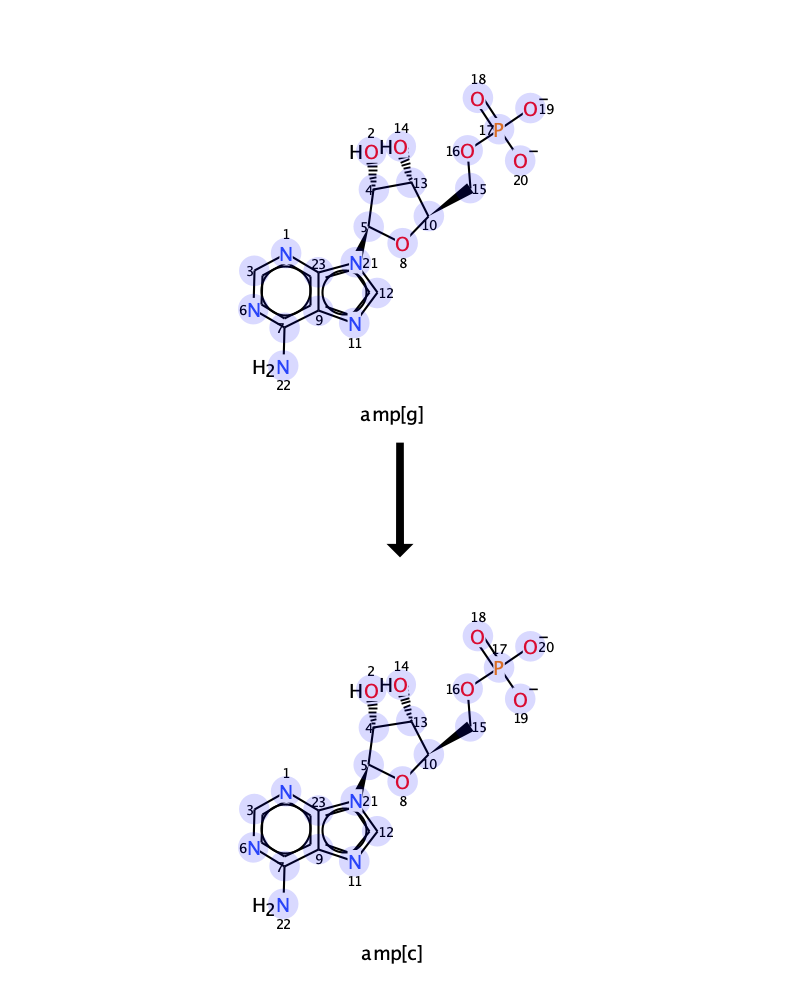 18
O
O⁻ 19
17 P
2
14
16 O
O⁻
HO
HO
20
4
13
15
5
10
1
O
N
23
N 21
8
3
12
6 N
9
7
N
11
H₂N
22
amp[g]
18
O
17
O⁻ 20
P
2
14
16 O
O⁻
HO
HO
19
4
13
15
5
10
1
O
N
23
N 21
8
3
12
6 N
9
7
N
11
H₂N
22
amp[c]